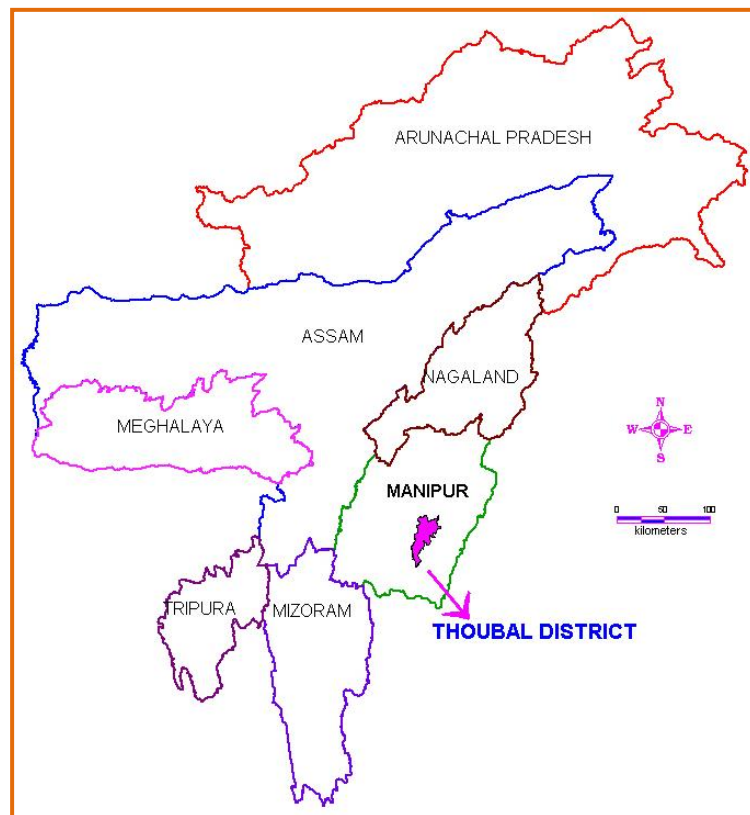 ARUNACHAL PRADESH
ASSAM
NAGALAND
MEGHALAYA
N
W E
S
MANIPUR
0 50 100
kilometers
TRIPURA
MIZORAM
THOUBAL DISTRICT